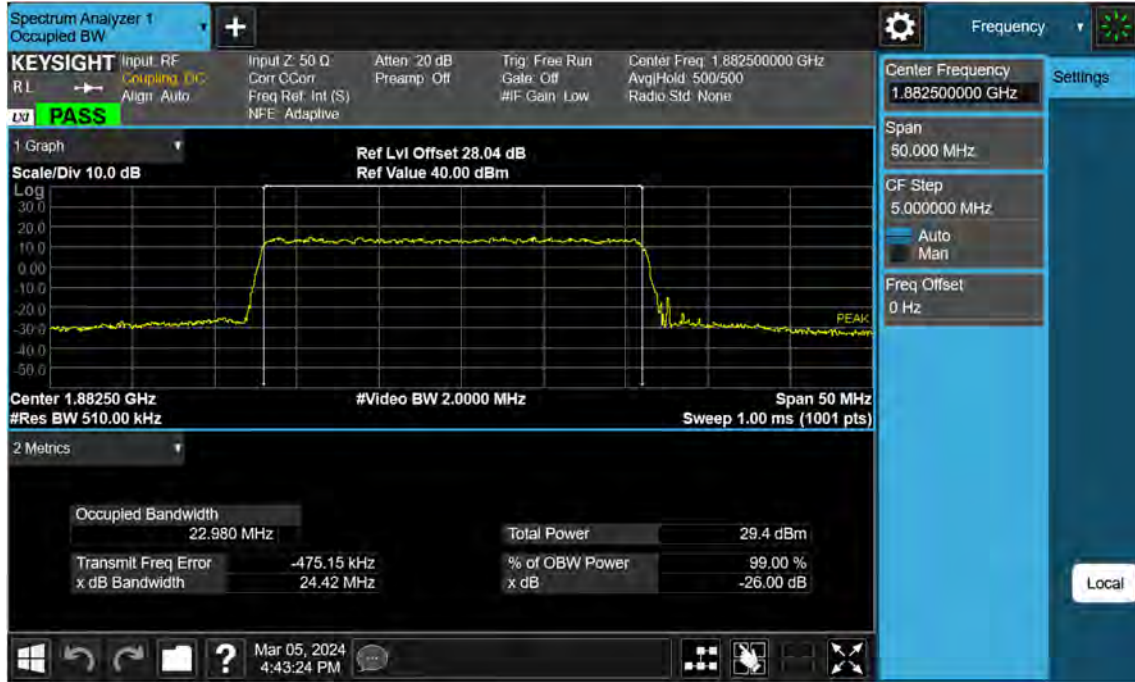 Spectrum Analyzer 1
Occupied BW
Frequency
KEYSIGHT
RL
LXI
PASS
Input: RF
Coupling: DC
Align: Auto
Input Z: 50 Ω
Corr CCorr
Freq Ref: Int (S)
NFE: Adaptive
Atten: 20 dB
Preamp: Off
Trig: Free Run
Gate: Off
#IF Gain: Low
Center Freq: 1.882500000 GHz
Avg|Hold: 500/500
Radio Std: None
Center Frequency
1.882500000 GHz
Settings
Span
50.000 MHz
CF Step
5.000000 MHz
Auto
Man
Freq Offset
0 Hz
1 Graph
Scale/Div 10.0 dB
Ref Lvl Offset 28.04 dB
Ref Value 40.00 dBm
Log
30.0
20.0
10.0
0.00
-10.0
-20.0
-30.0
-40.0
-50.0
PEAK
Center 1.88250 GHz
#Video BW 2.0000 MHz
Span 50 MHz
#Res BW 510.00 kHz
Sweep 1.00 ms (1001 pts)
2 Metrics
Occupied Bandwidth
22.980 MHz
Total Power 29.4 dBm
Transmit Freq Error -475.15 kHz
% of OBW Power 99.00 %
x dB Bandwidth 24.42 MHz
x dB -26.00 dB
Local
?
Mar 05, 2024
4:43:24 PM